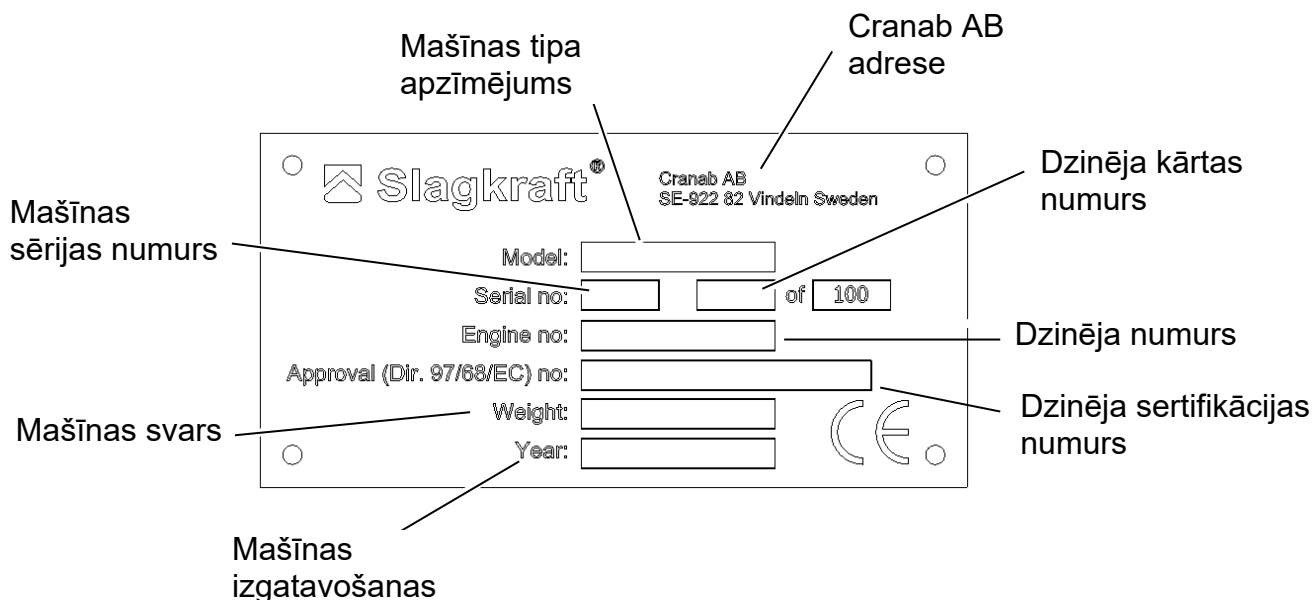 Cranab AB
adrese
Mašīnas tipa
apzīmējums
Slagkraft®
Cranab AB
SE-922 82 Vindeln Sweden
Dzinēja kārtas
numurs
Mašīnas
sērijas numurs
Model:
Serial no:
of 100
Engine no:
Dzinēja numurs
Approval (Dir. 97/68/EC) no:
Dzinēja sertifikācijas
numurs
Weight:
Mašīnas svars
Year:
CE
Mašīnas
izgatavošanas